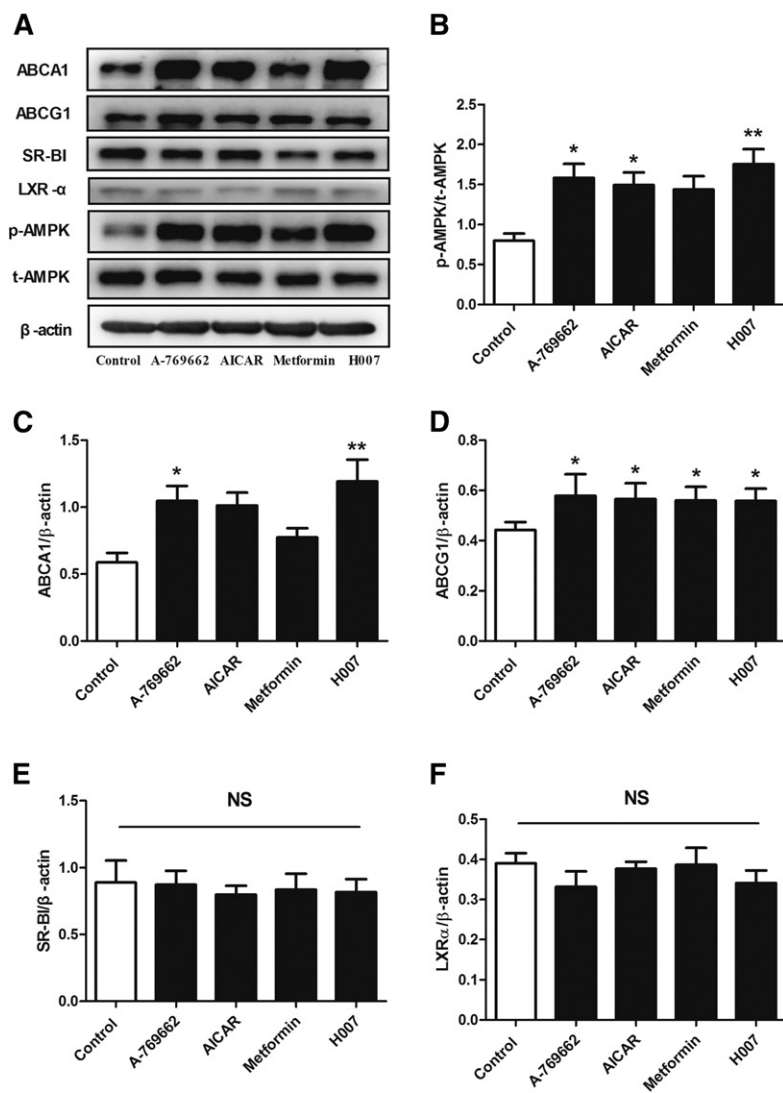 A
ABCA1
ABCG1
SR-BI
LXR-α
p-AMPK
t-AMPK
β-actin
Control A-769662 AICAR Metformin H007
B
p-AMPK/t-AMPK
2.5
2.0
1.5
1.0
0.5
0.0
* * **
Control A-769662 AICAR Metformin H007
C
ABCA1/β-actin
1.5
1.0
0.5
0.0
* **
Control A-769662 AICAR Metformin H007
D
ABCG1/β-actin
0.8
0.6
0.4
0.2
0.0
* * * *
Control A-769662 AICAR Metformin H007
E
SR-BI/β-actin
1.5
1.0
0.5
0.0
NS
Control A-769662 AICAR Metformin H007
F
LXRα/β-actin
0.5
0.4
0.3
0.2
0.1
0.0
NS
Control A-769662 AICAR Metformin H007